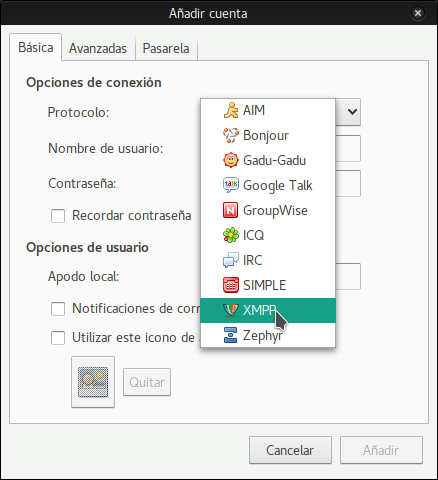 Añadir cuenta
Básica Avanzadas Pasarela
Opciones de conexión
Protocolo:
Nombre de usuario:
Contraseña:
Recordar contraseña
Opciones de usuario
Apodo local:
Notificaciones de
Utilizar este icono de
AIM
Bonjour
Gadu-Gadu
talk Google Talk
N GroupWise
ICQ
IRC
SIMPLE
XMPP
Zephyr
Quitar
Cancelar Añadir